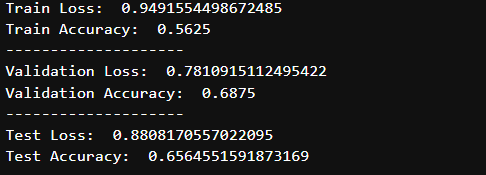 Train Loss:  0.9491554498672485
Train Accuracy:  0.5625
--------------------
Validation Loss:  0.7810915112495422
Validation Accuracy:  0.6875
--------------------
Test Loss:  0.8808170557022095
Test Accuracy:  0.6564551591873169